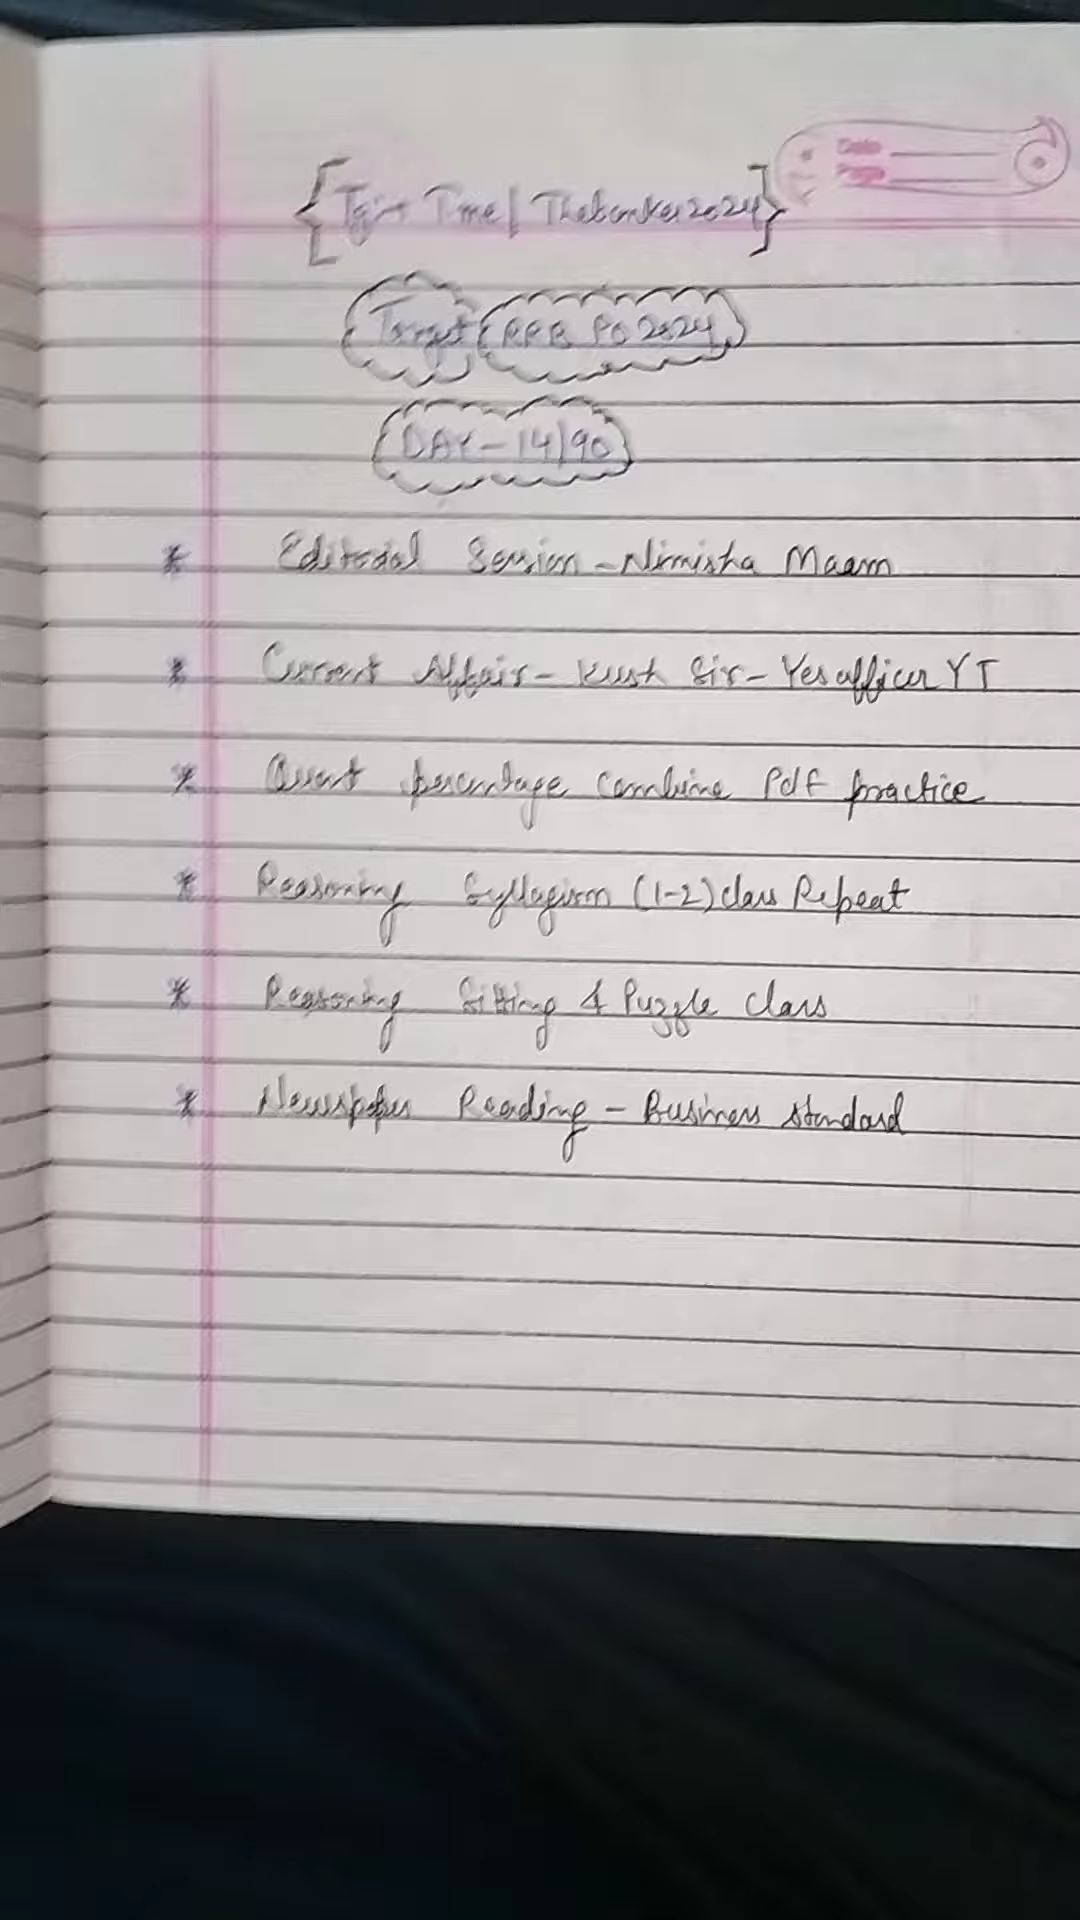 Time | Thebanker2024
Target RRB PO 2024
DAY-14/90
* Editorial Session - Nimisha Maam
* Current Affair - Kush Sir - Yes officer YT
* Quant percentage combine Pdf practice
* Reasoning Syllogism (1-2) class Repeat
* Reasoning Sitting & Puzzle Class
* Newspaper Reading - Business Standard
Date
Page